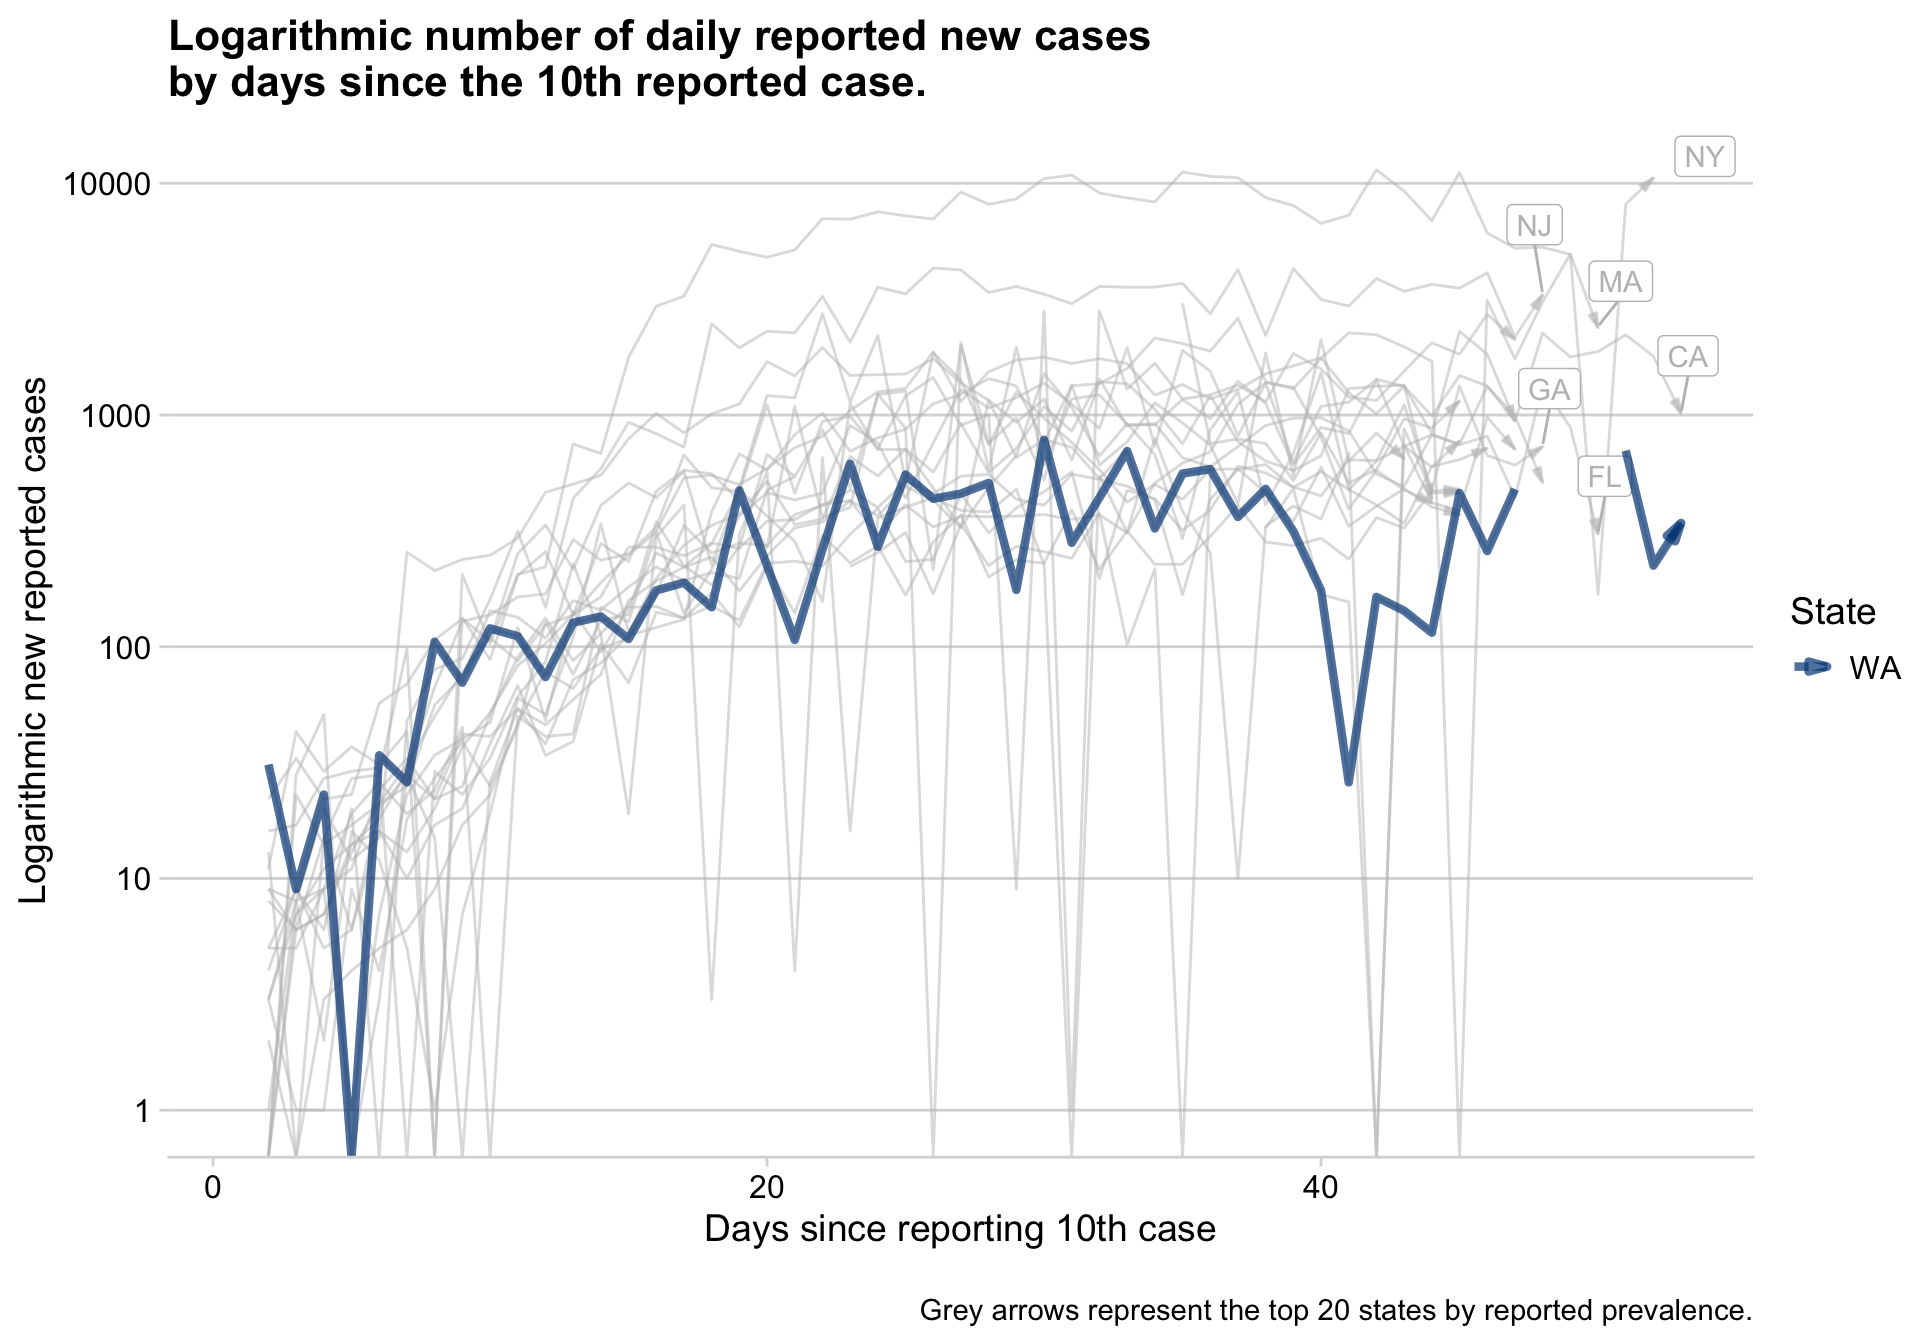 Logarithmic number of daily reported new cases
by days since the 10th reported case.
Logarithmic new reported cases
10000
1000
100
10
1
NY
NJ
MA
CA
GA
FL
State
WA
0
20
40
Days since reporting 10th case
Grey arrows represent the top 20 states by reported prevalence.